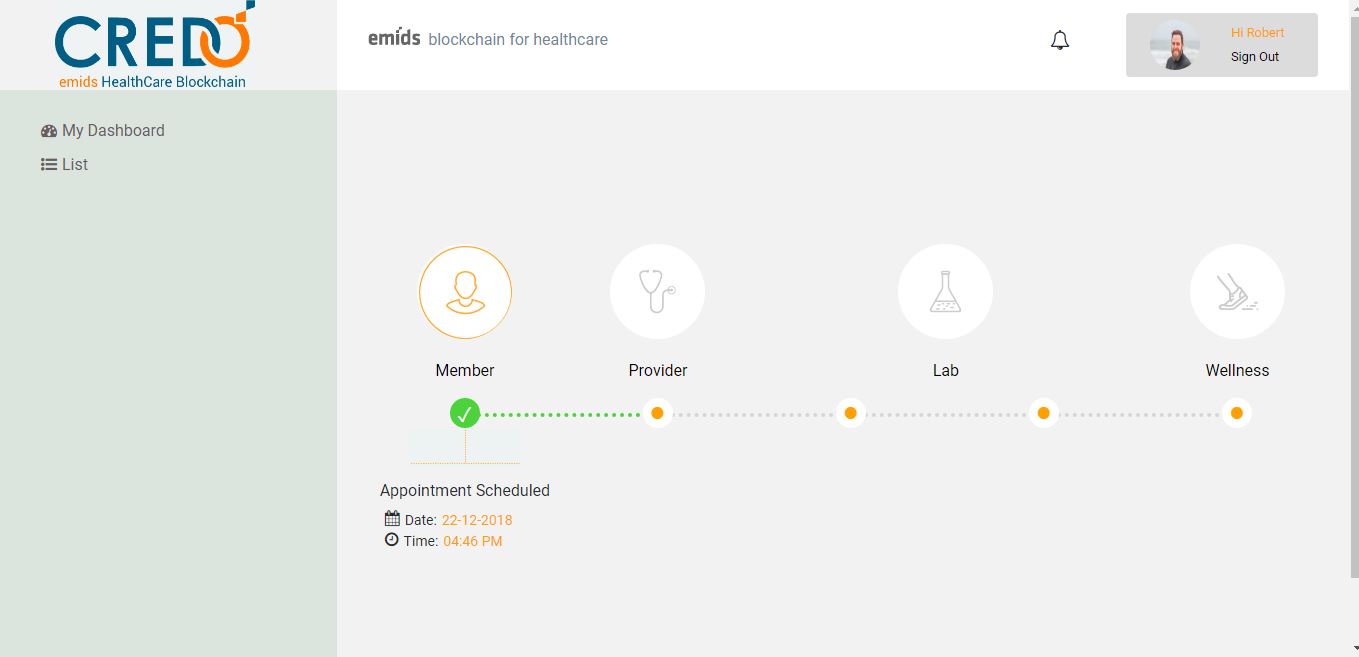 CREDO
emids HealthCare Blockchain
emids blockchain for healthcare
Hi Robert
Sign Out
My Dashboard
List
Member
Provider
Lab
Wellness
Appointment Scheduled
Date: 22-12-2018
Time: 04:46 PM